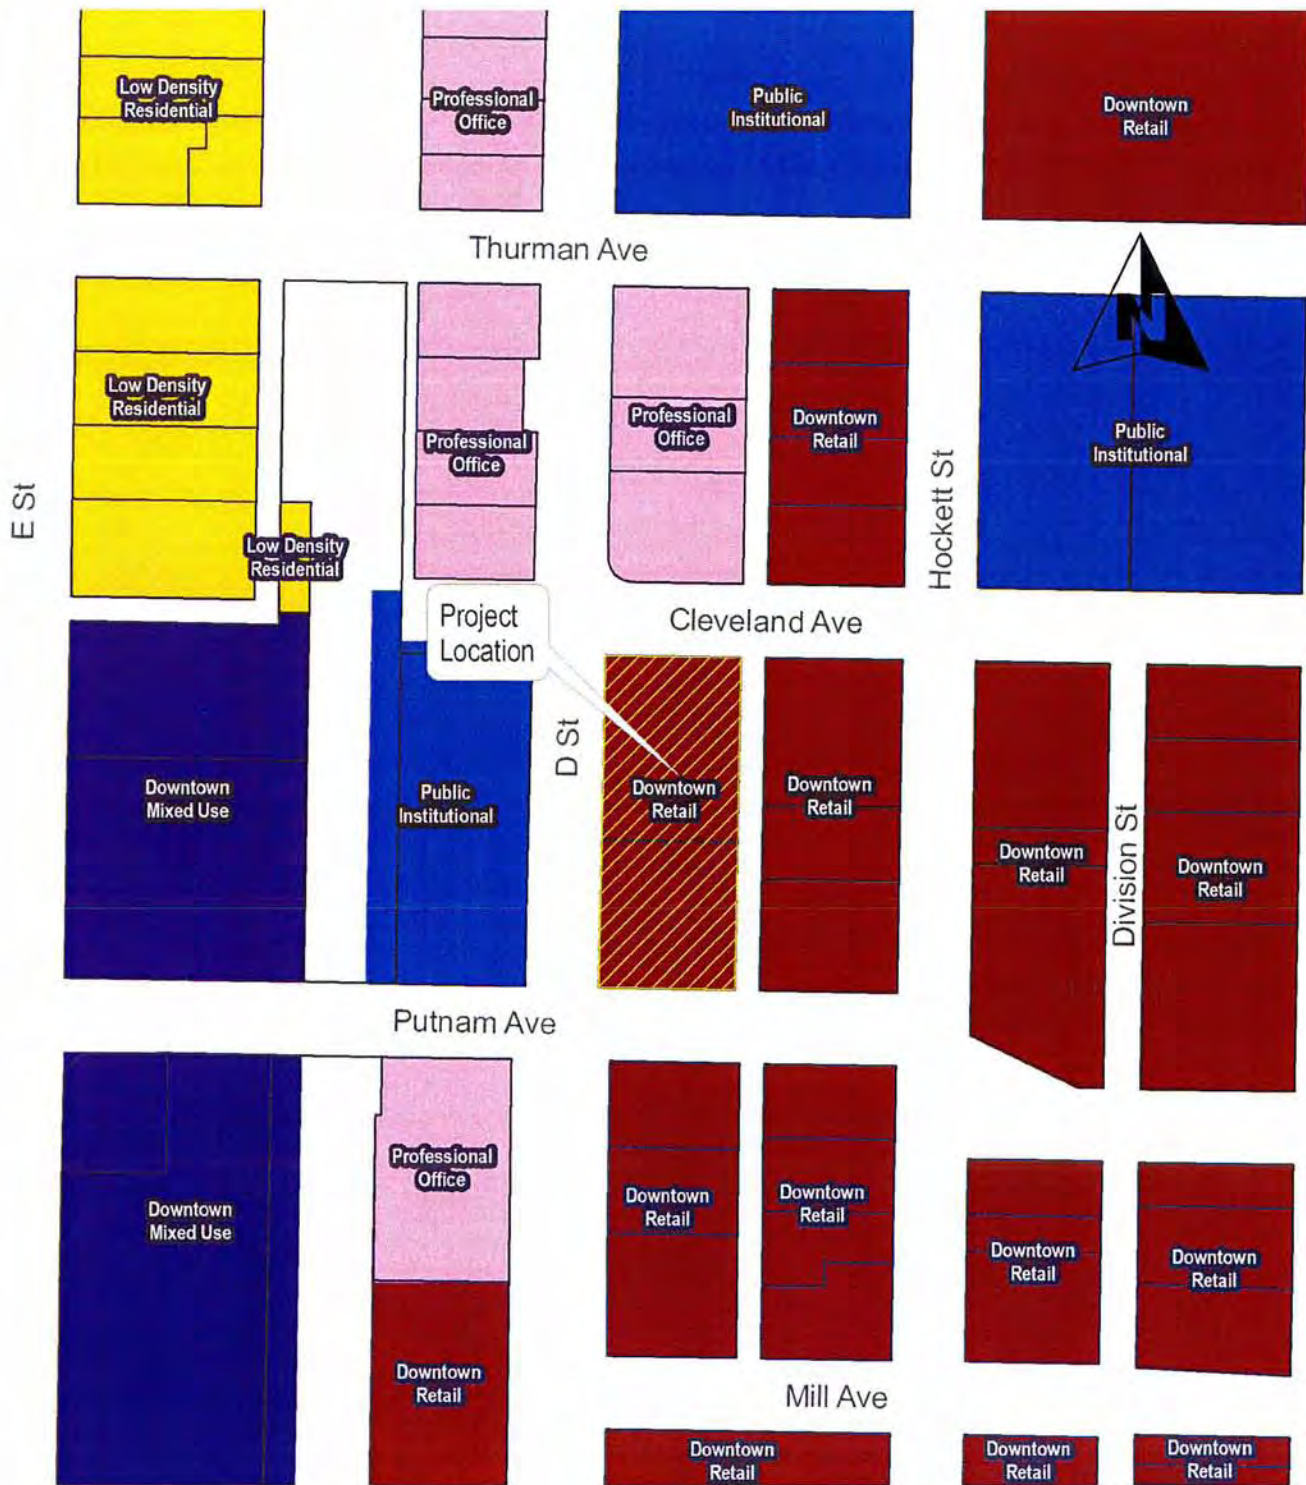 Low Density
Residential
Professional
Office
Public
Institutional
Downtown
Retail
Thurman Ave
N
Low Density
Residential
Professional
Office
Professional
Office
Downtown
Retail
Public
Institutional
E St
Hockett St
Low Density
Residential
Project
Location
Cleveland Ave
D St
Downtown
Mixed Use
Public
Institutional
Downtown
Retail
Downtown
Retail
Downtown
Retail
Division St
Downtown
Retail
Putnam Ave
Professional
Office
Downtown
Mixed Use
Downtown
Retail
Downtown
Retail
Downtown
Retail
Downtown
Retail
Downtown
Retail
Mill Ave
Downtown
Retail
Downtown
Retail
Downtown
Retail